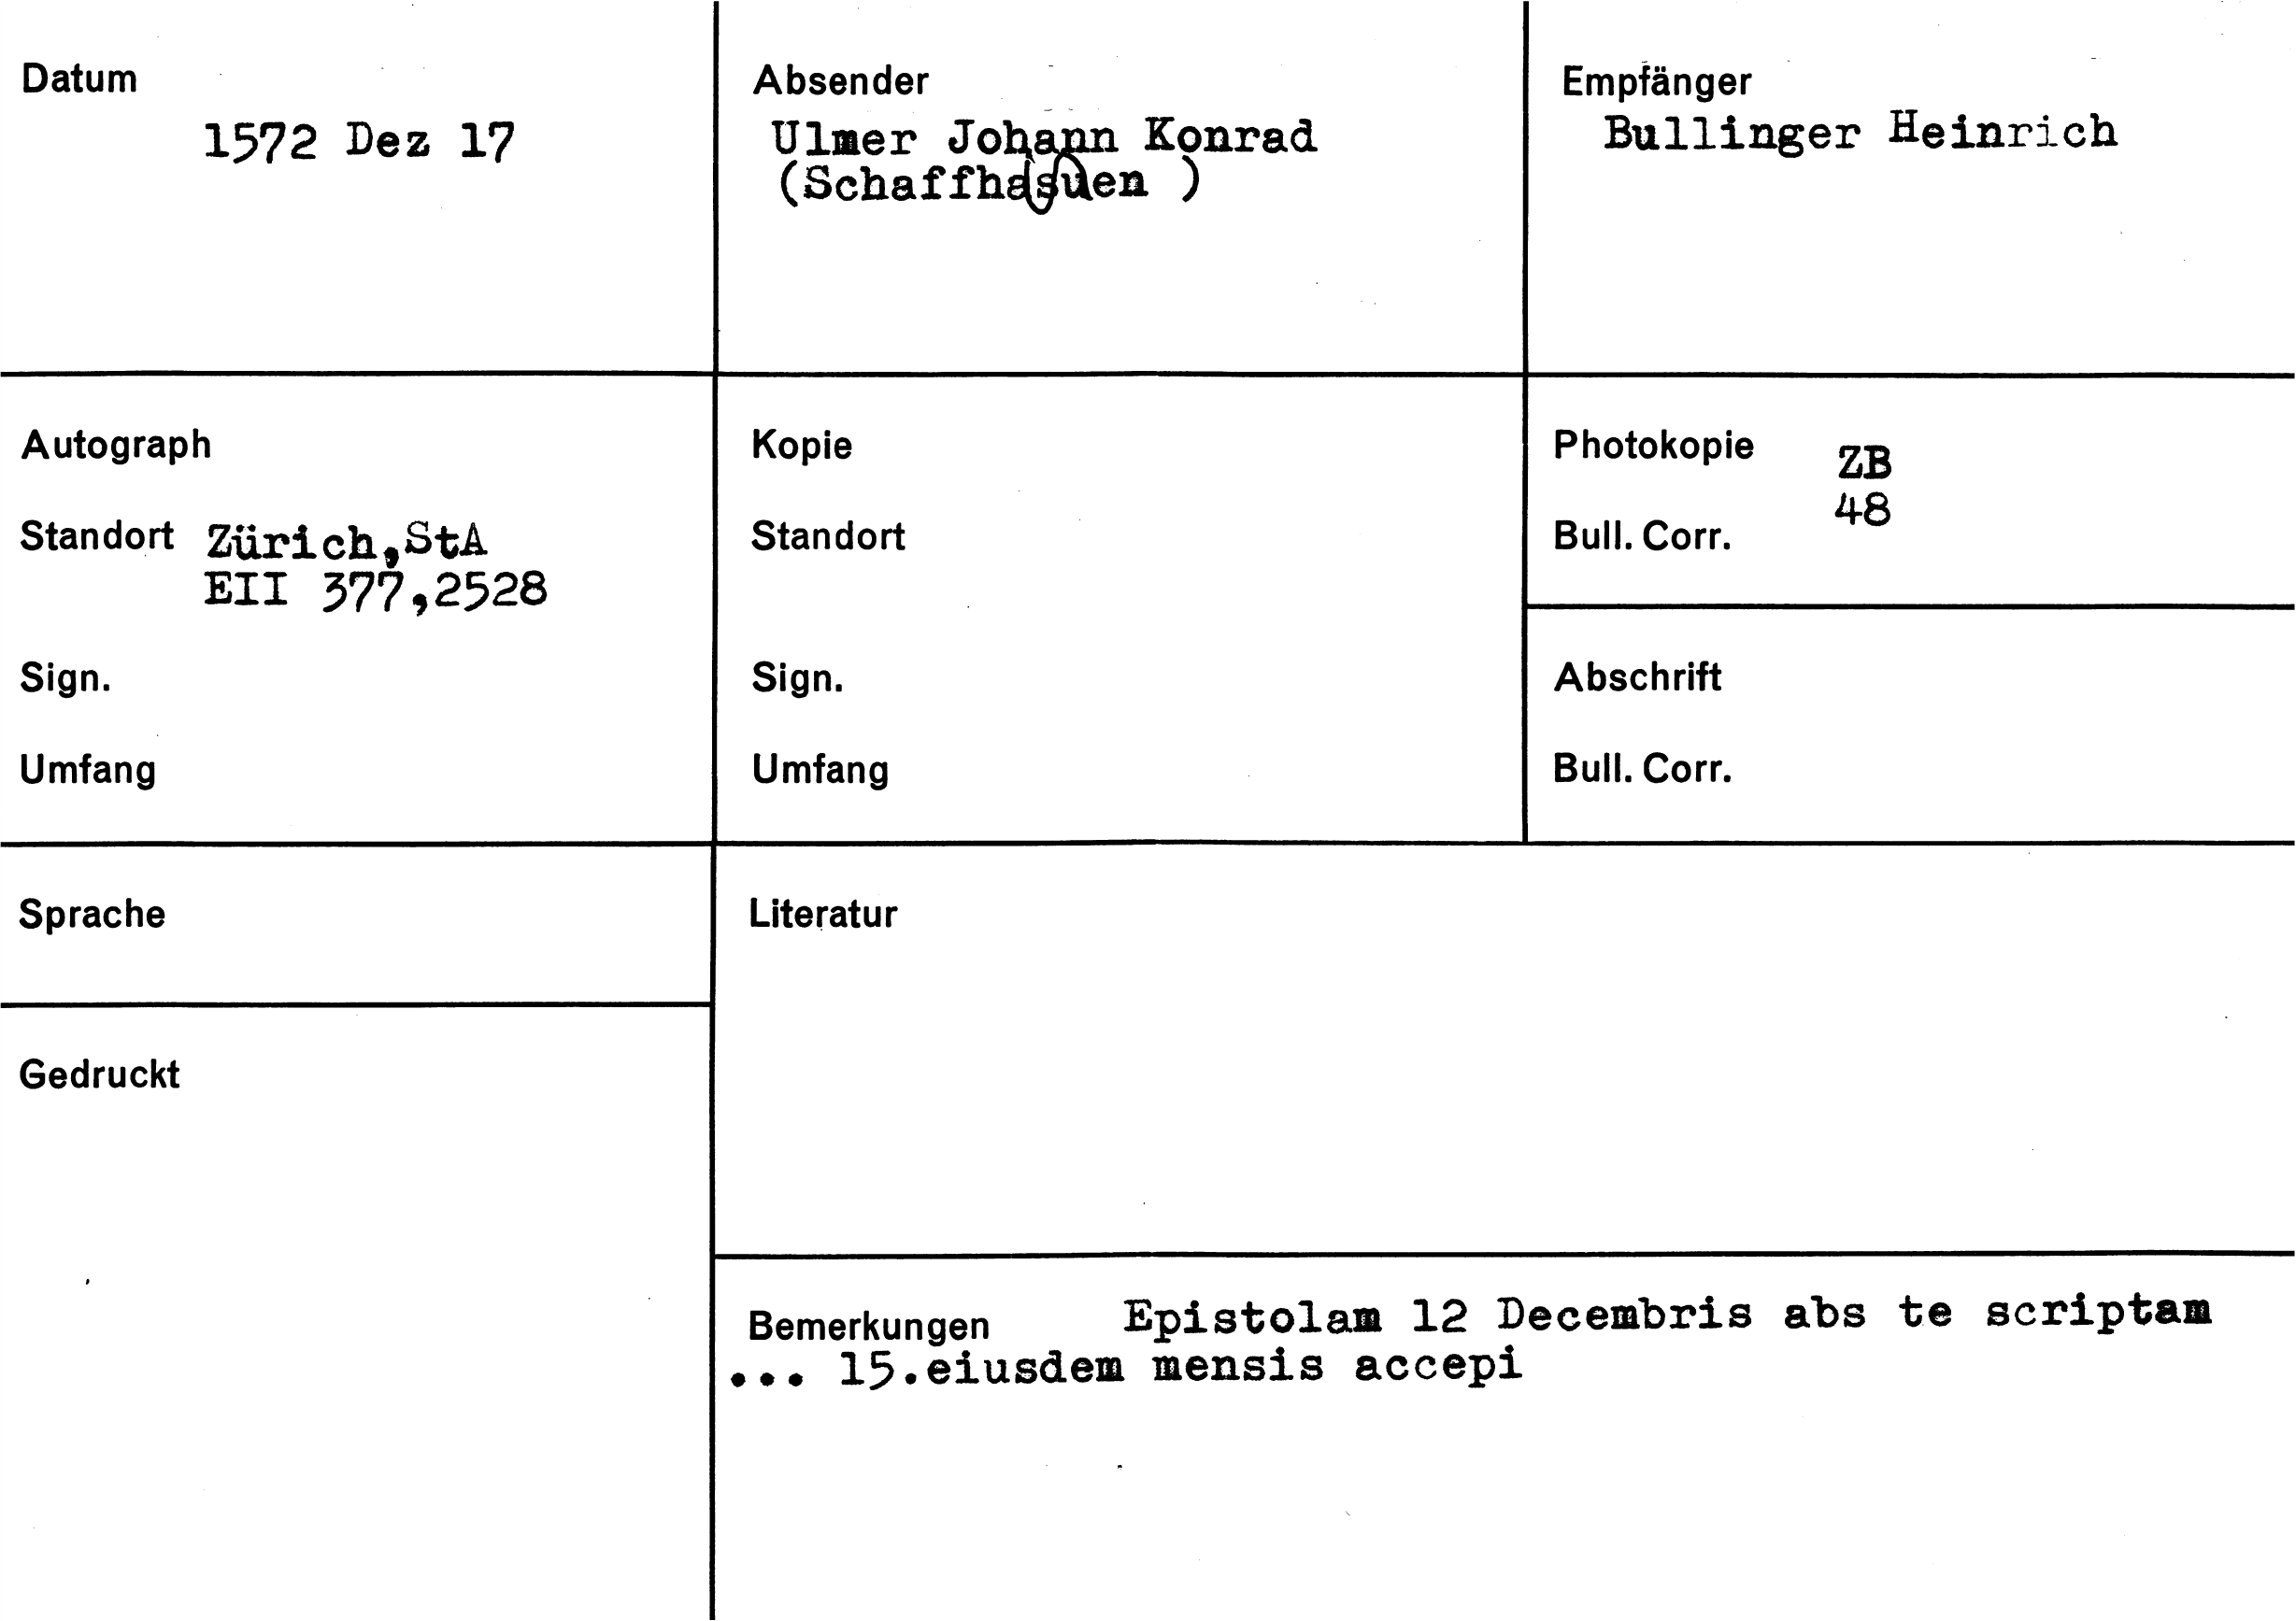 Datum
1572 Dez 17
Absender
Ulmer Johann Konrad
(Schaffhasuen )
Empfänger
Bullinger Heinrich
Autograph
Standort Zürich,StA
EII 377,2528
Sign.
Umfang
Kopie
Standort
Sign.
Umfang
Photokopie ZB
48
Bull. Corr.
Abschrift
Bull. Corr.
Sprache
Gedruckt
Literatur
Bemerkungen Epistolam 12 Decembris abs te scriptam
... 15.eiusdem mensis accepi